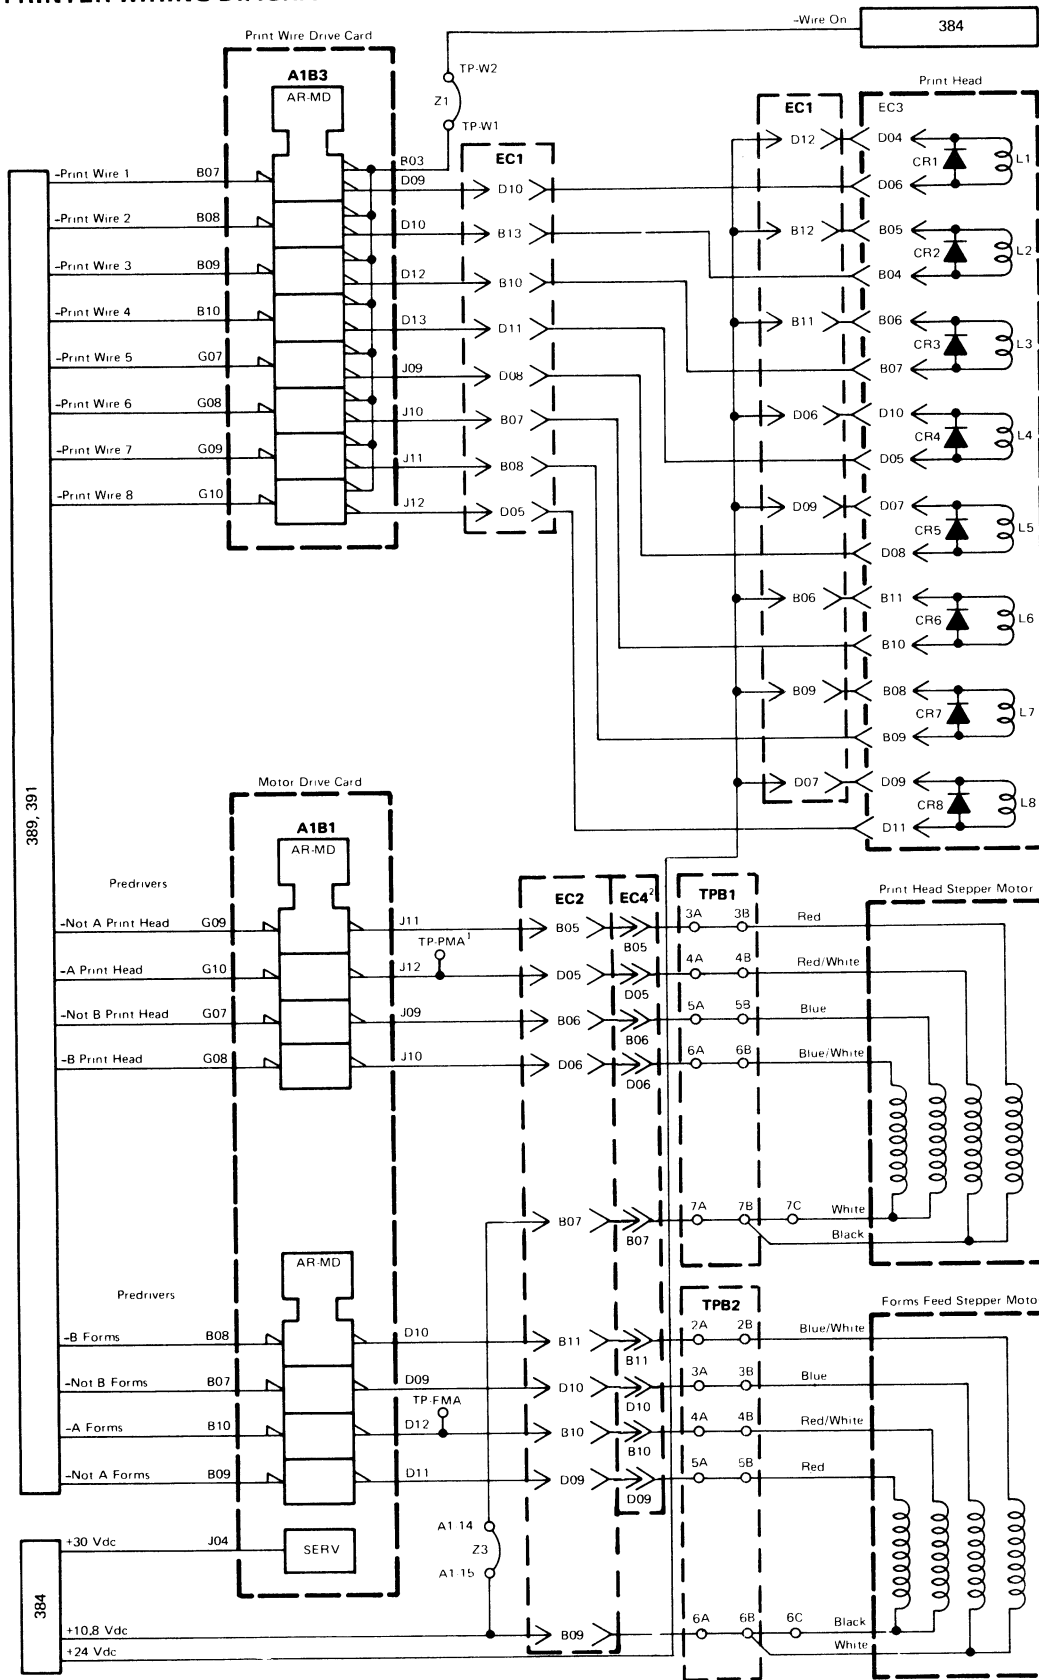 -Wire On
384
Print Wire Drive Card
A1B3
AR-MD
TP-W2
Z1
TP-W1
Print Head
EC1
EC3
EC1
-Print Wire 1 B07
B03
D09
D10
D12
D04
CR1
L1
D06
-Print Wire 2 B08
D10
B13
B12
B05
CR2
L2
B04
-Print Wire 3 B09
D12
B10
B11
B06
CR3
L3
B07
-Print Wire 4 B10
D13
D11
D06
D10
CR4
L4
D05
-Print Wire 5 G07
J09
D08
D09
D07
CR5
L5
D08
-Print Wire 6 G08
J10
B07
B06
B11
CR6
L6
B10
-Print Wire 7 G09
J11
B08
B09
B08
CR7
L7
B09
-Print Wire 8 G10
J12
D05
D07
D09
CR8
L8
D11
389, 391
Motor Drive Card
A1B1
AR-MD
Predrivers
EC2
EC4²
TPB1
Print Head Stepper Motor
-Not A Print Head G09
J11
B05
B05
3A 3B
Red
TP-PMA¹
-A Print Head G10
J12
D05
D05
4A 4B
Red/White
-Not B Print Head G07
J09
B06
B06
5A 5B
Blue
-B Print Head G08
J10
D06
D06
6A 6B
Blue/White
B07
B07
7A 7B 7C
White
Black
AR-MD
Predrivers
TPB2
Forms Feed Stepper Moto
-B Forms B08
D10
B11
B11
2A 2B
Blue/White
-Not B Forms B07
D09
D10
D10
3A 3B
Blue
TP-FMA
-A Forms B10
D12
B10
B10
4A 4B
Red/White
-Not A Forms B09
D11
D09
D09
5A 5B
Red
A1-14
Z3
A1-15
384
+30 Vdc J04
SERV
+10.8 Vdc
B09
6A 6B 6C
Black
White
+24 Vdc